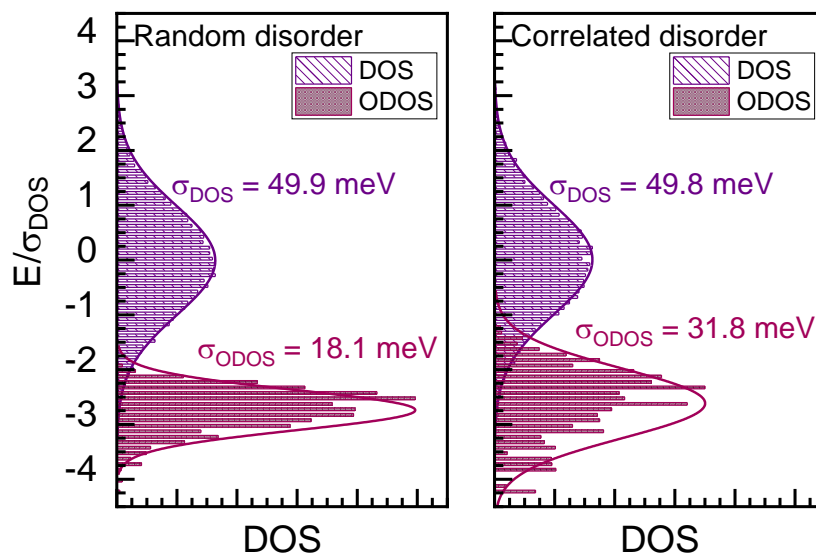 Random disorder
DOS
ODOS
σDOS = 49.9 meV
σODOS = 18.1 meV
4
3
2
1
0
-1
-2
-3
-4
E/σDOS
DOS
Correlated disorder
DOS
ODOS
σDOS = 49.8 meV
σODOS = 31.8 meV
DOS